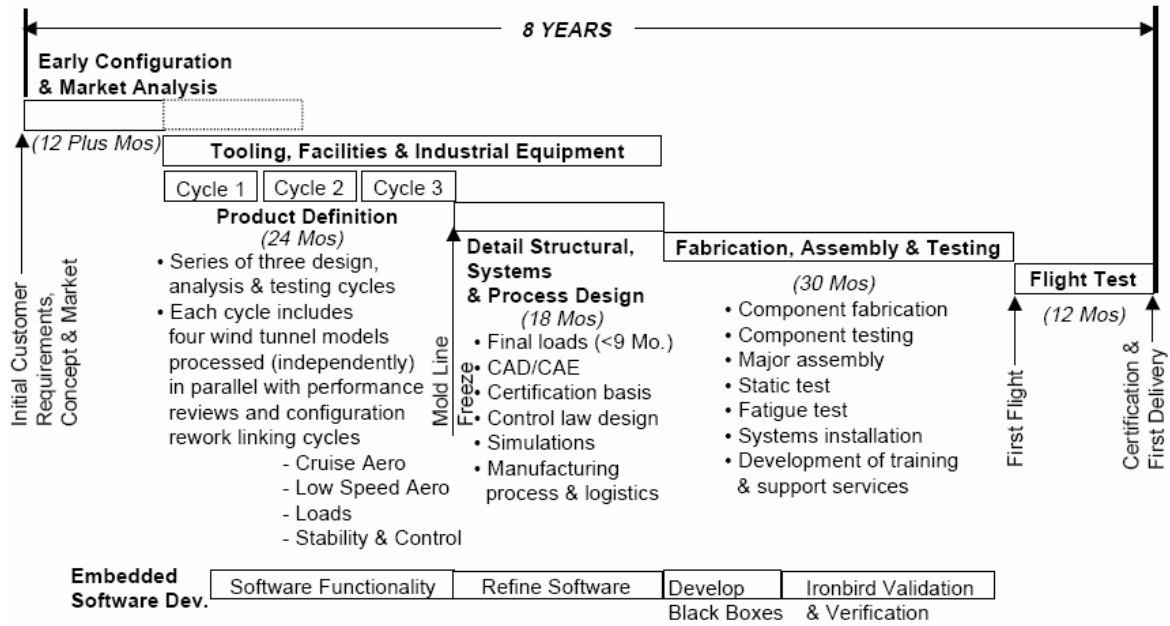 8 YEARS
Early Configuration
& Market Analysis
(12 Plus Mos)
Tooling, Facilities & Industrial Equipment
Cycle 1
Cycle 2
Cycle 3
Product Definition
(24 Mos)
• Series of three design,
analysis & testing cycles
• Each cycle includes
four wind tunnel models
processed (independently)
in parallel with performance
reviews and configuration
rework linking cycles
- Cruise Aero
- Low Speed Aero
- Loads
- Stability & Control
Initial Customer
Requirements,
Concept & Market
Mold Line
Freeze
Detail Structural,
Systems
& Process Design
(18 Mos)
• Final loads (<9 Mo.)
• CAD/CAE
• Certification basis
• Control law design
• Simulations
• Manufacturing
process & logistics
Fabrication, Assembly & Testing
(30 Mos)
• Component fabrication
• Component testing
• Major assembly
• Static test
• Fatigue test
• Systems installation
• Development of training
& support services
Flight Test
(12 Mos)
First Flight
Certification &
First Delivery
Embedded
Software Dev.
Software Functionality
Refine Software
Develop
Black Boxes
Ironbird Validation
& Verification